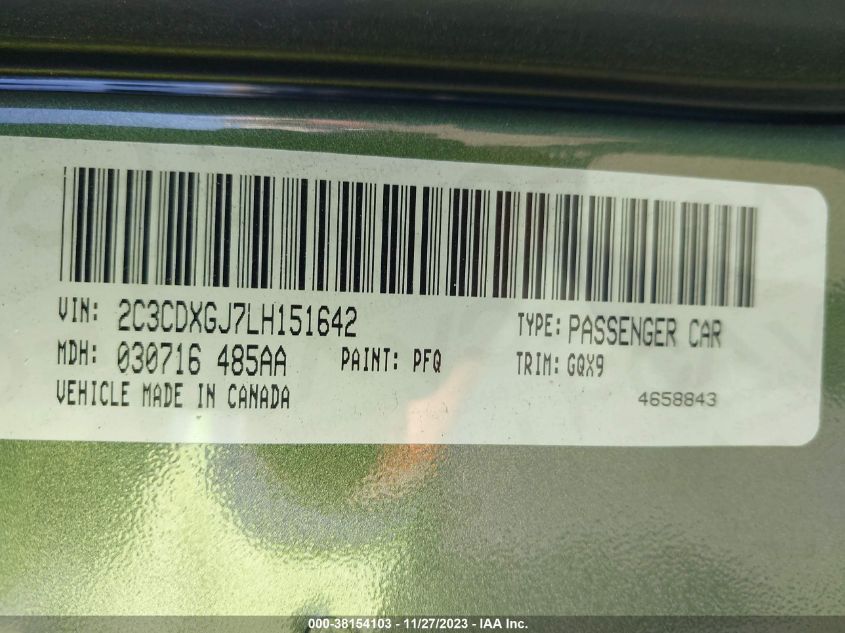 VIN: 2C3CDXGJ7LH151642 TYPE: PASSENGER CAR
MDH: 030716 485AA PAINT: PFQ TRIM: GQX9
VEHICLE MADE IN CANADA 4658843
000-38154103 - 11/27/2023 - IAA Inc.